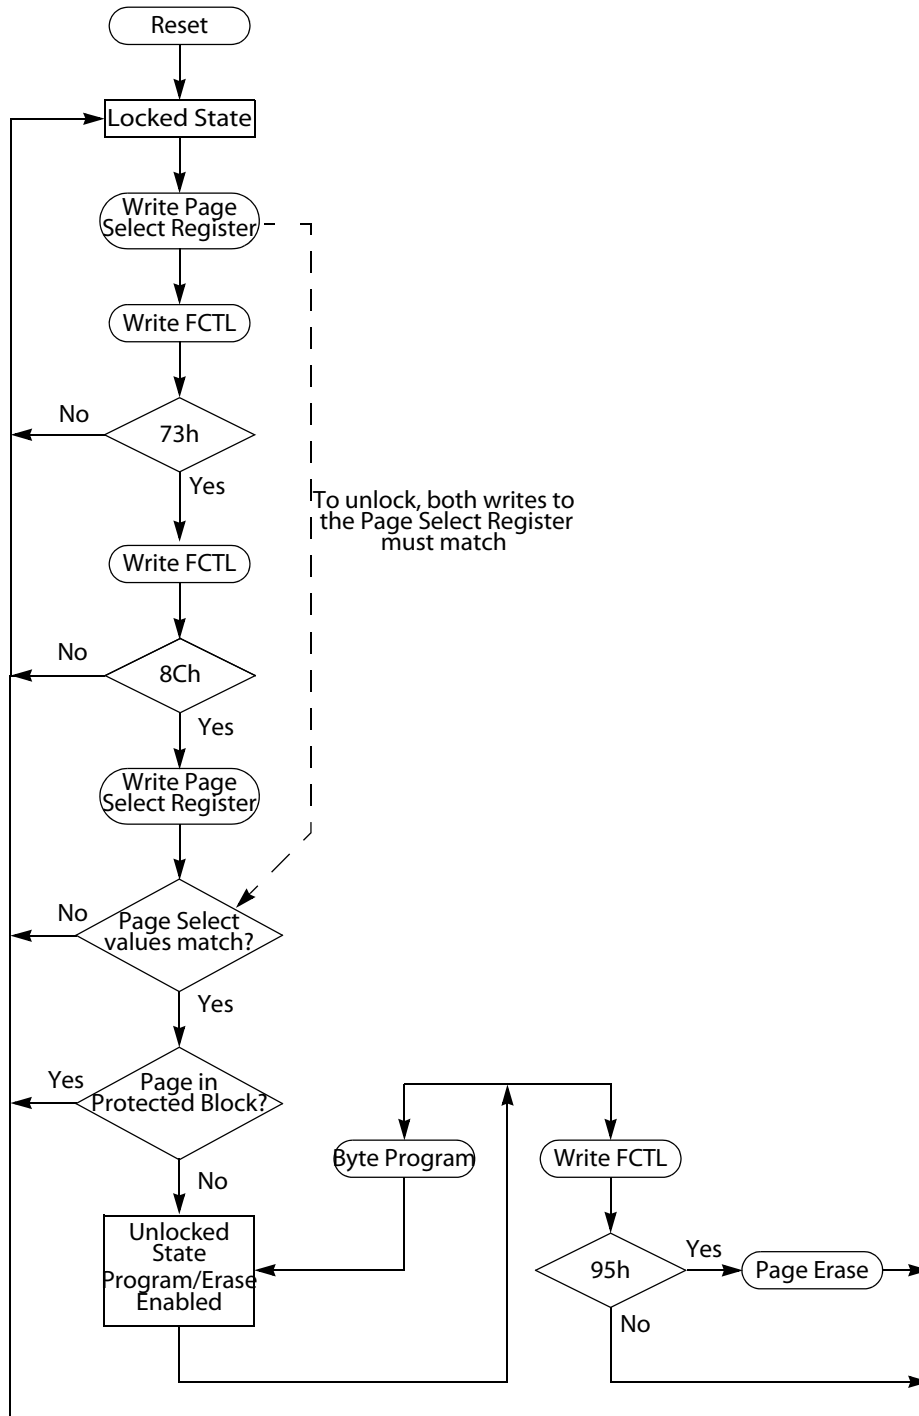 Reset
Locked State
Write Page
Select Register
Write FCTL
No
73h
Yes
To unlock, both writes to
the Page Select Register
must match
Write FCTL
No
8Ch
Yes
Write Page
Select Register
No
Page Select
values match?
Yes
Yes
Page in
Protected Block?
No
Byte Program
Write FCTL
Unlocked
State
Program/Erase
Enabled
95h
Yes
Page Erase
No